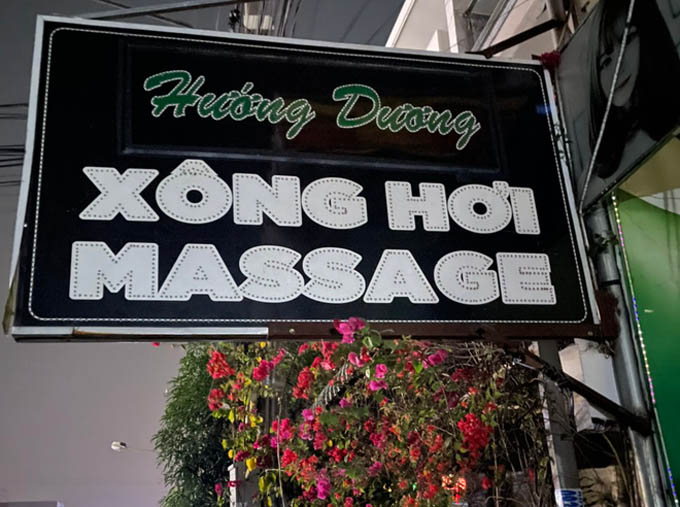 Hướng Dương
XÔNG HƠI
MASSAGE